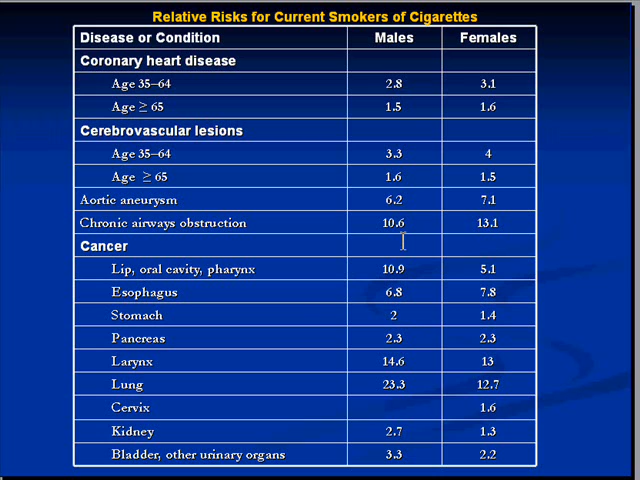 Relative Risks for Current Smokers of Cigarettes
Disease or Condition Males Females
Coronary heart disease
Age 35–64 2.8 3.1
Age ≥ 65 1.5 1.6
Cerebrovascular lesions
Age 35–64 3.3 4
Age ≥ 65 1.6 1.5
Aortic aneurysm 6.2 7.1
Chronic airways obstruction 10.6 13.1
Cancer
Lip, oral cavity, pharynx 10.9 5.1
Esophagus 6.8 7.8
Stomach 2 1.4
Pancreas 2.3 2.3
Larynx 14.6 13
Lung 23.3 12.7
Cervix 1.6
Kidney 2.7 1.3
Bladder, other urinary organs 3.3 2.2